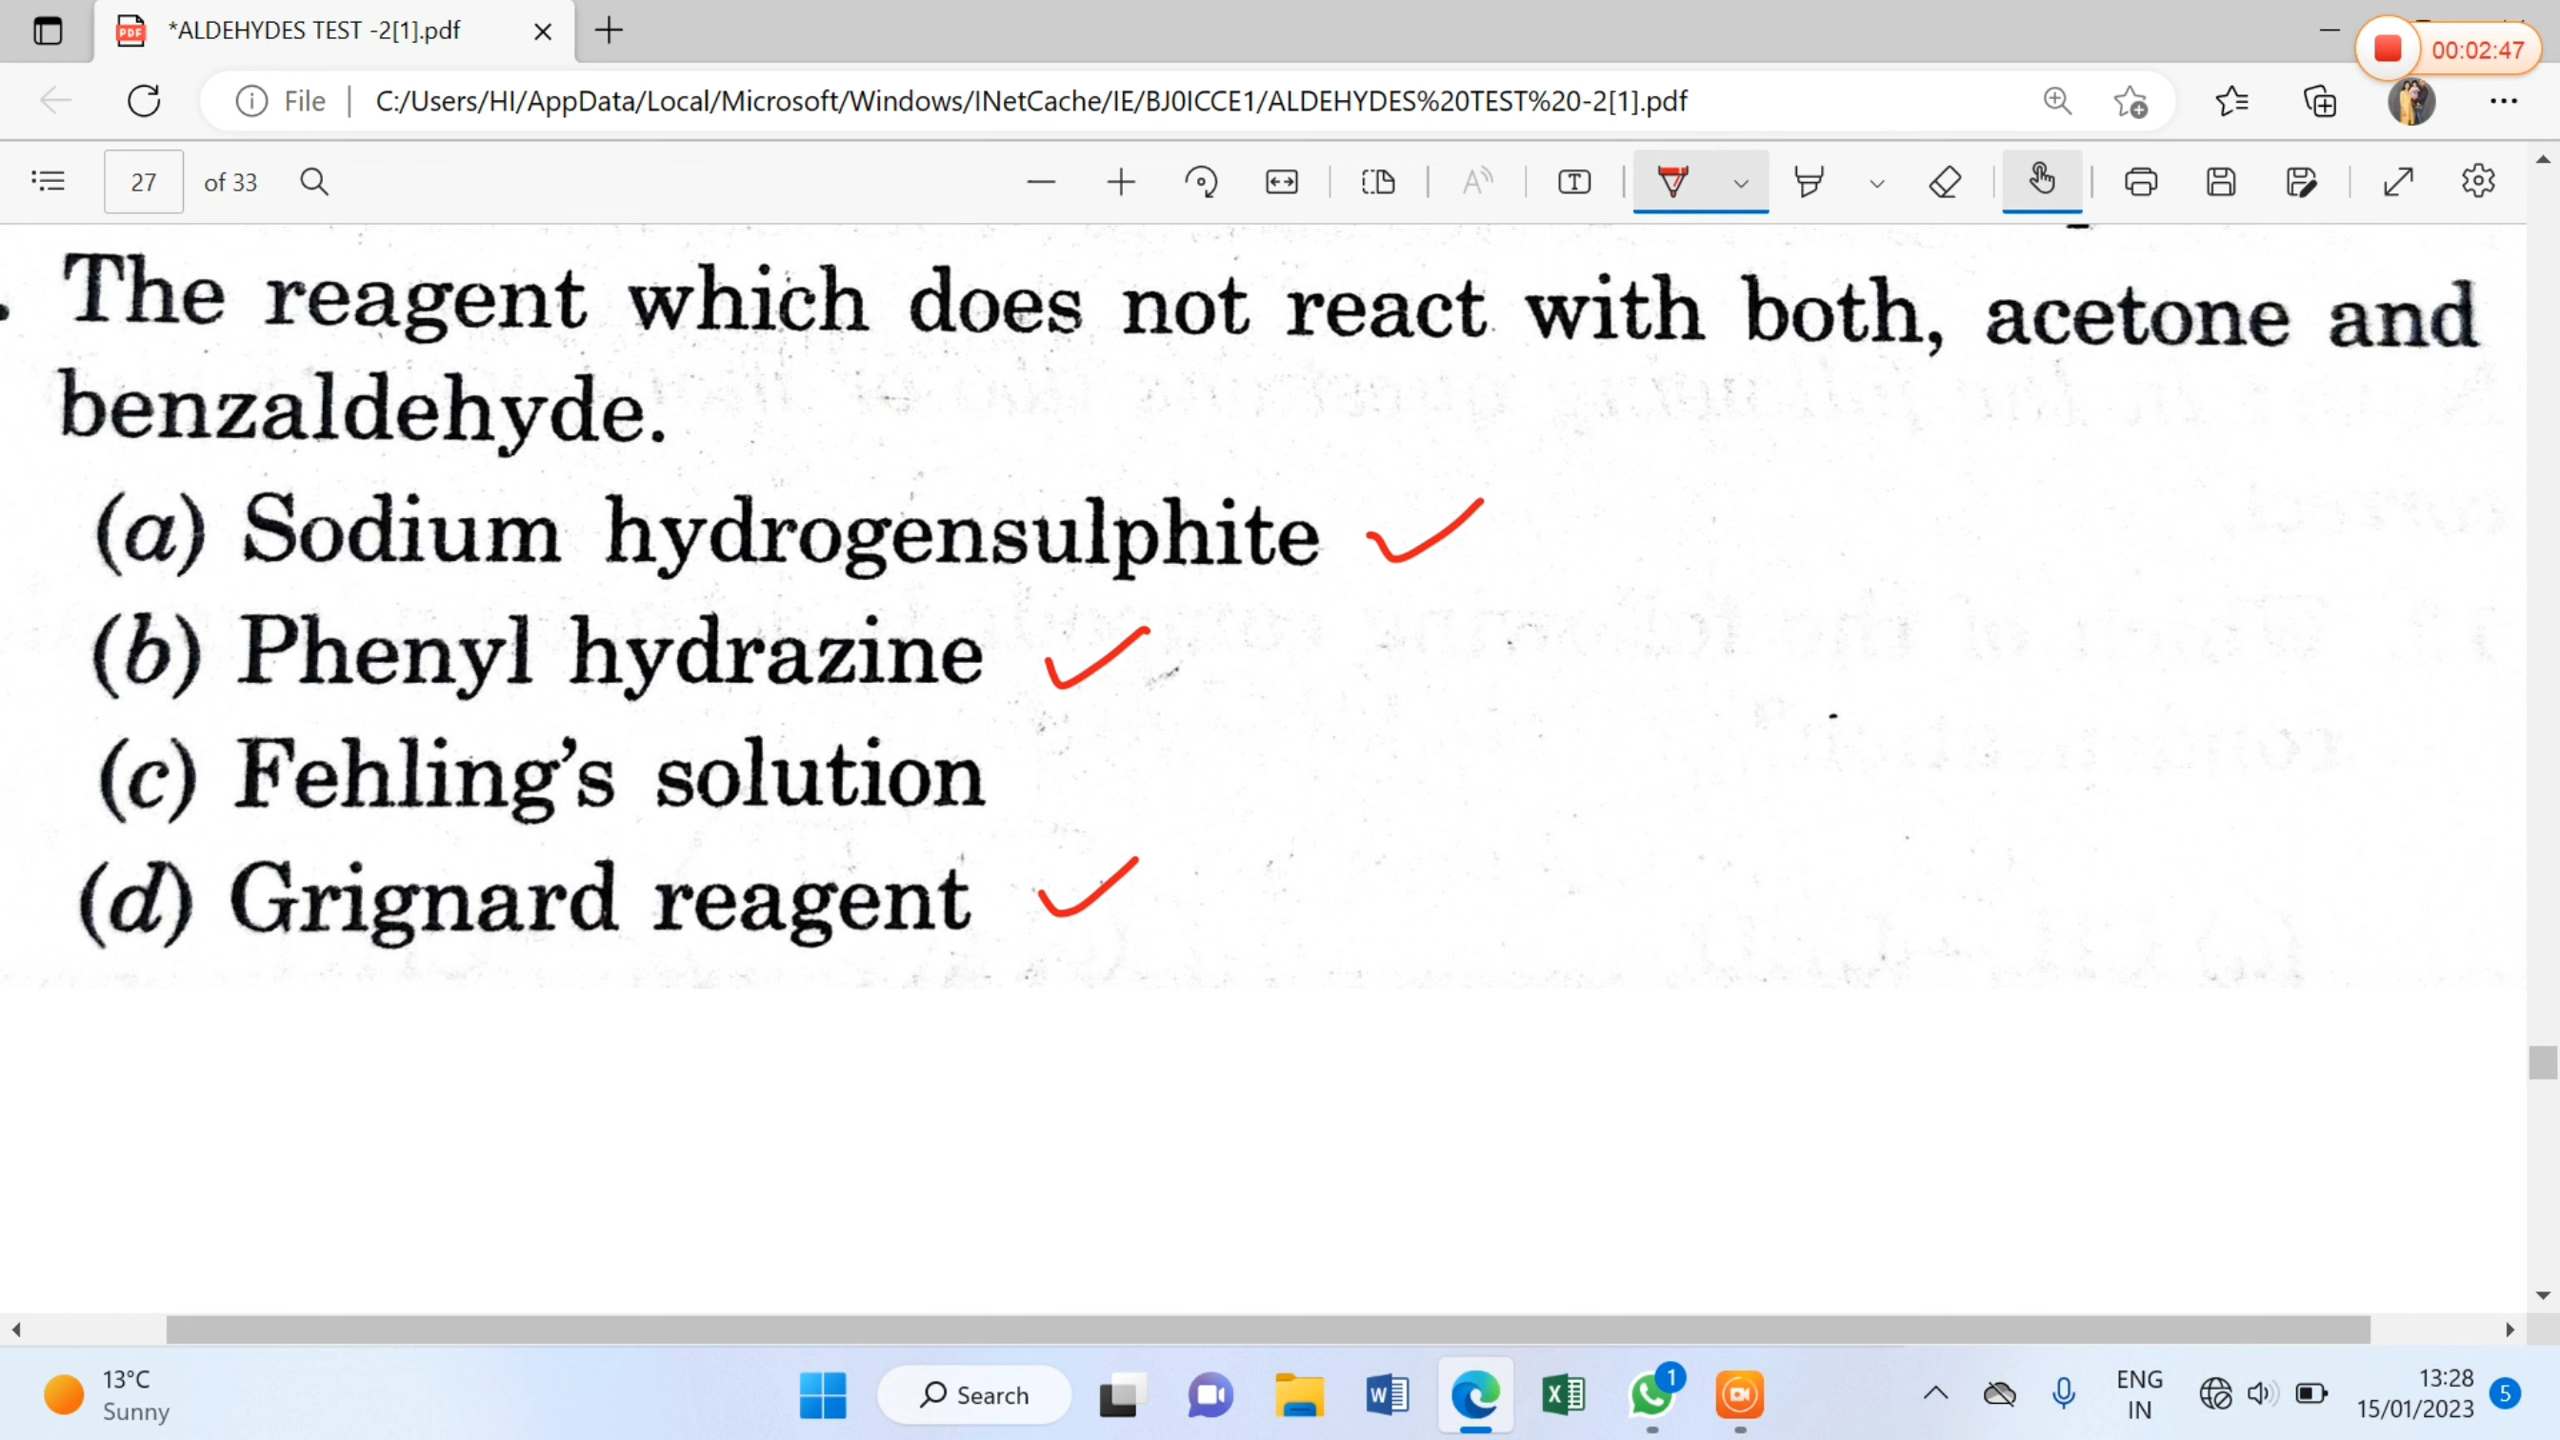 *ALDEHYDES TEST -2[1].pdf
00:02:47
File | C:/Users/HI/AppData/Local/Microsoft/Windows/INetCache/IE/BJ0ICCE1/ALDEHYDES%20TEST%20-2[1].pdf
27 of 33
The reagent which does not react with both, acetone and
benzaldehyde.
(a) Sodium hydrogensulphite
(b) Phenyl hydrazine
(c) Fehling's solution
(d) Grignard reagent
13°C
Sunny
Search
1
ENG
IN
13:28
15/01/2023
5